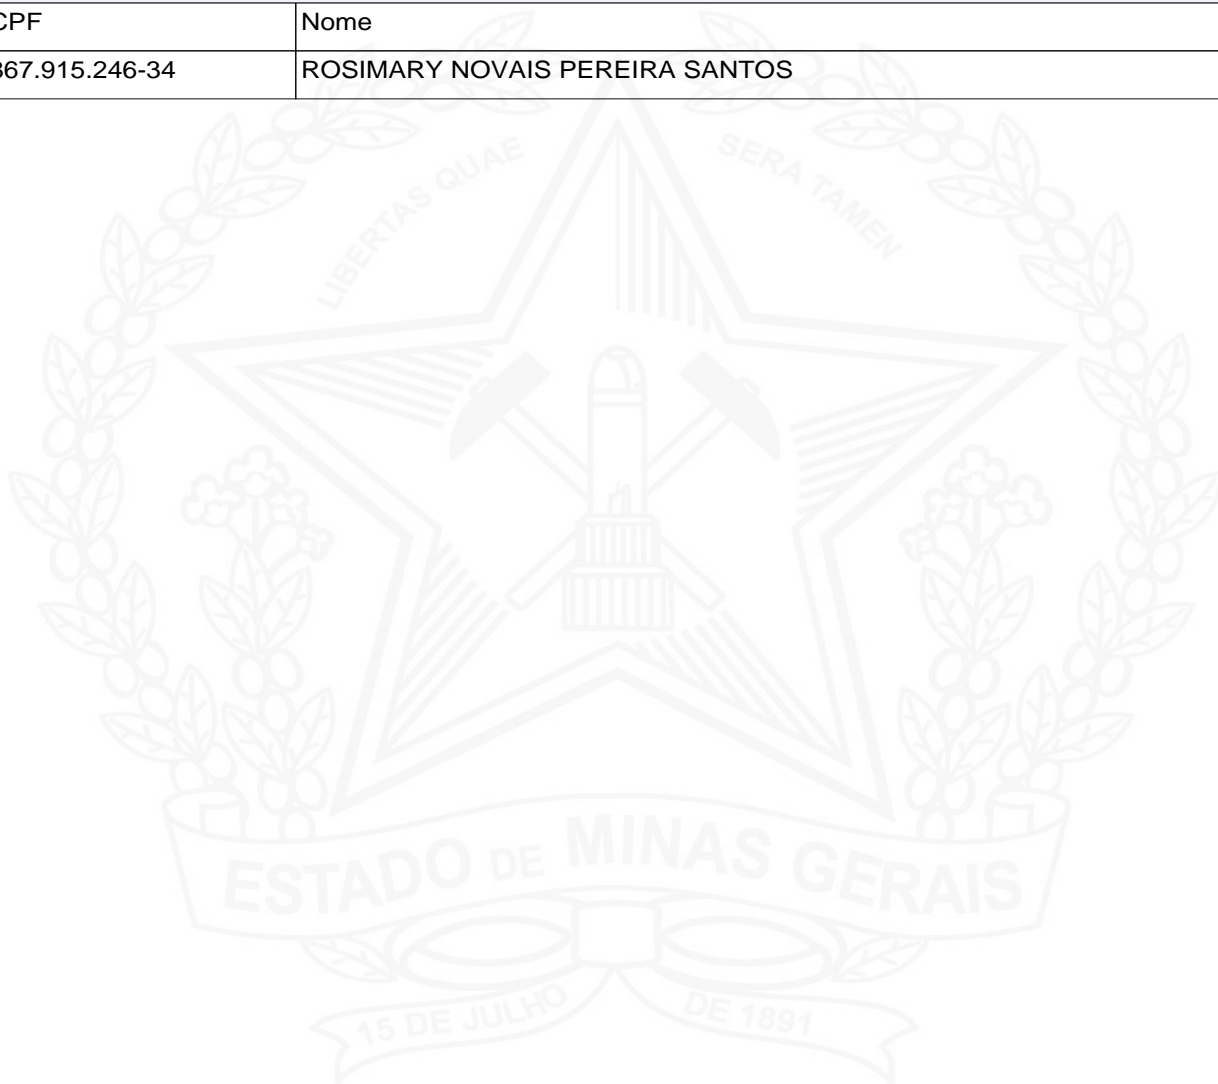 CPF Nome
867.915.246-34 ROSIMARY NOVAIS PEREIRA SANTOS
LIBERTAS QUAE SERA TAMEN
ESTADO DE MINAS GERAIS
15 DE JULHO DE 1891